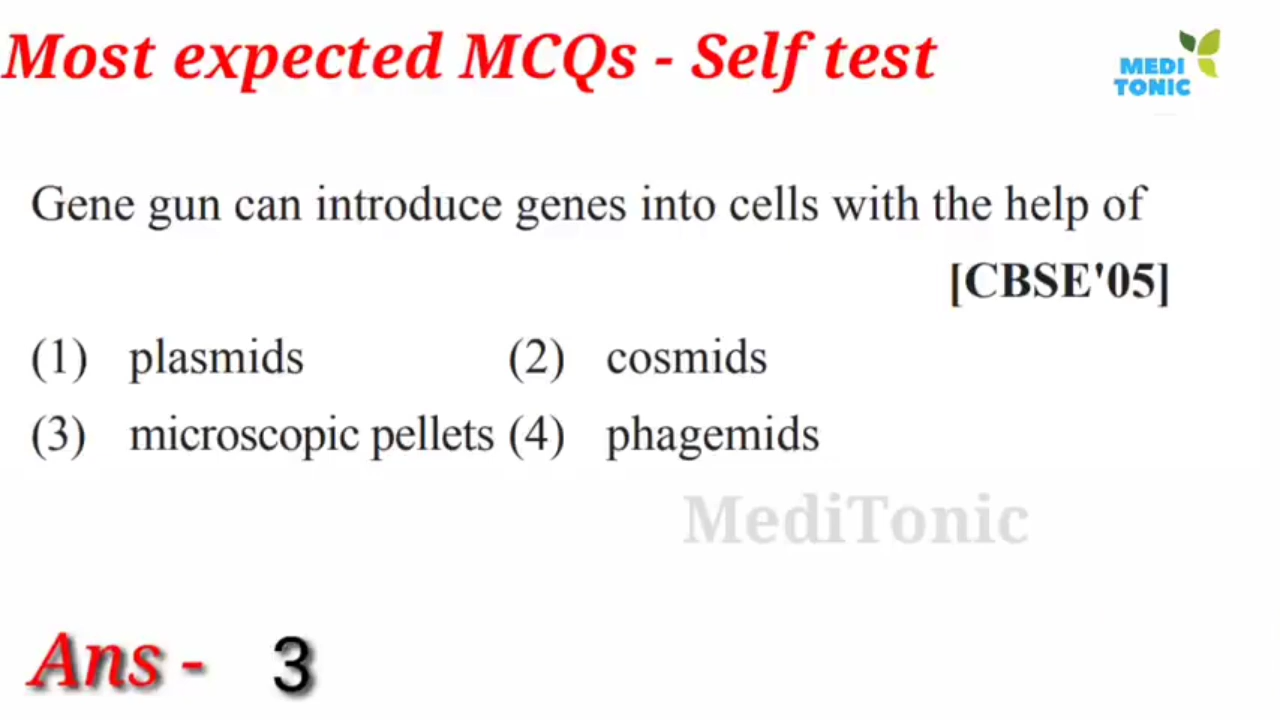 Most expected MCQs - Self test
MEDI
TONIC
Gene gun can introduce genes into cells with the help of
[CBSE'05]
(1) plasmids (2) cosmids
(3) microscopic pellets (4) phagemids
MediTonic
Ans - 3